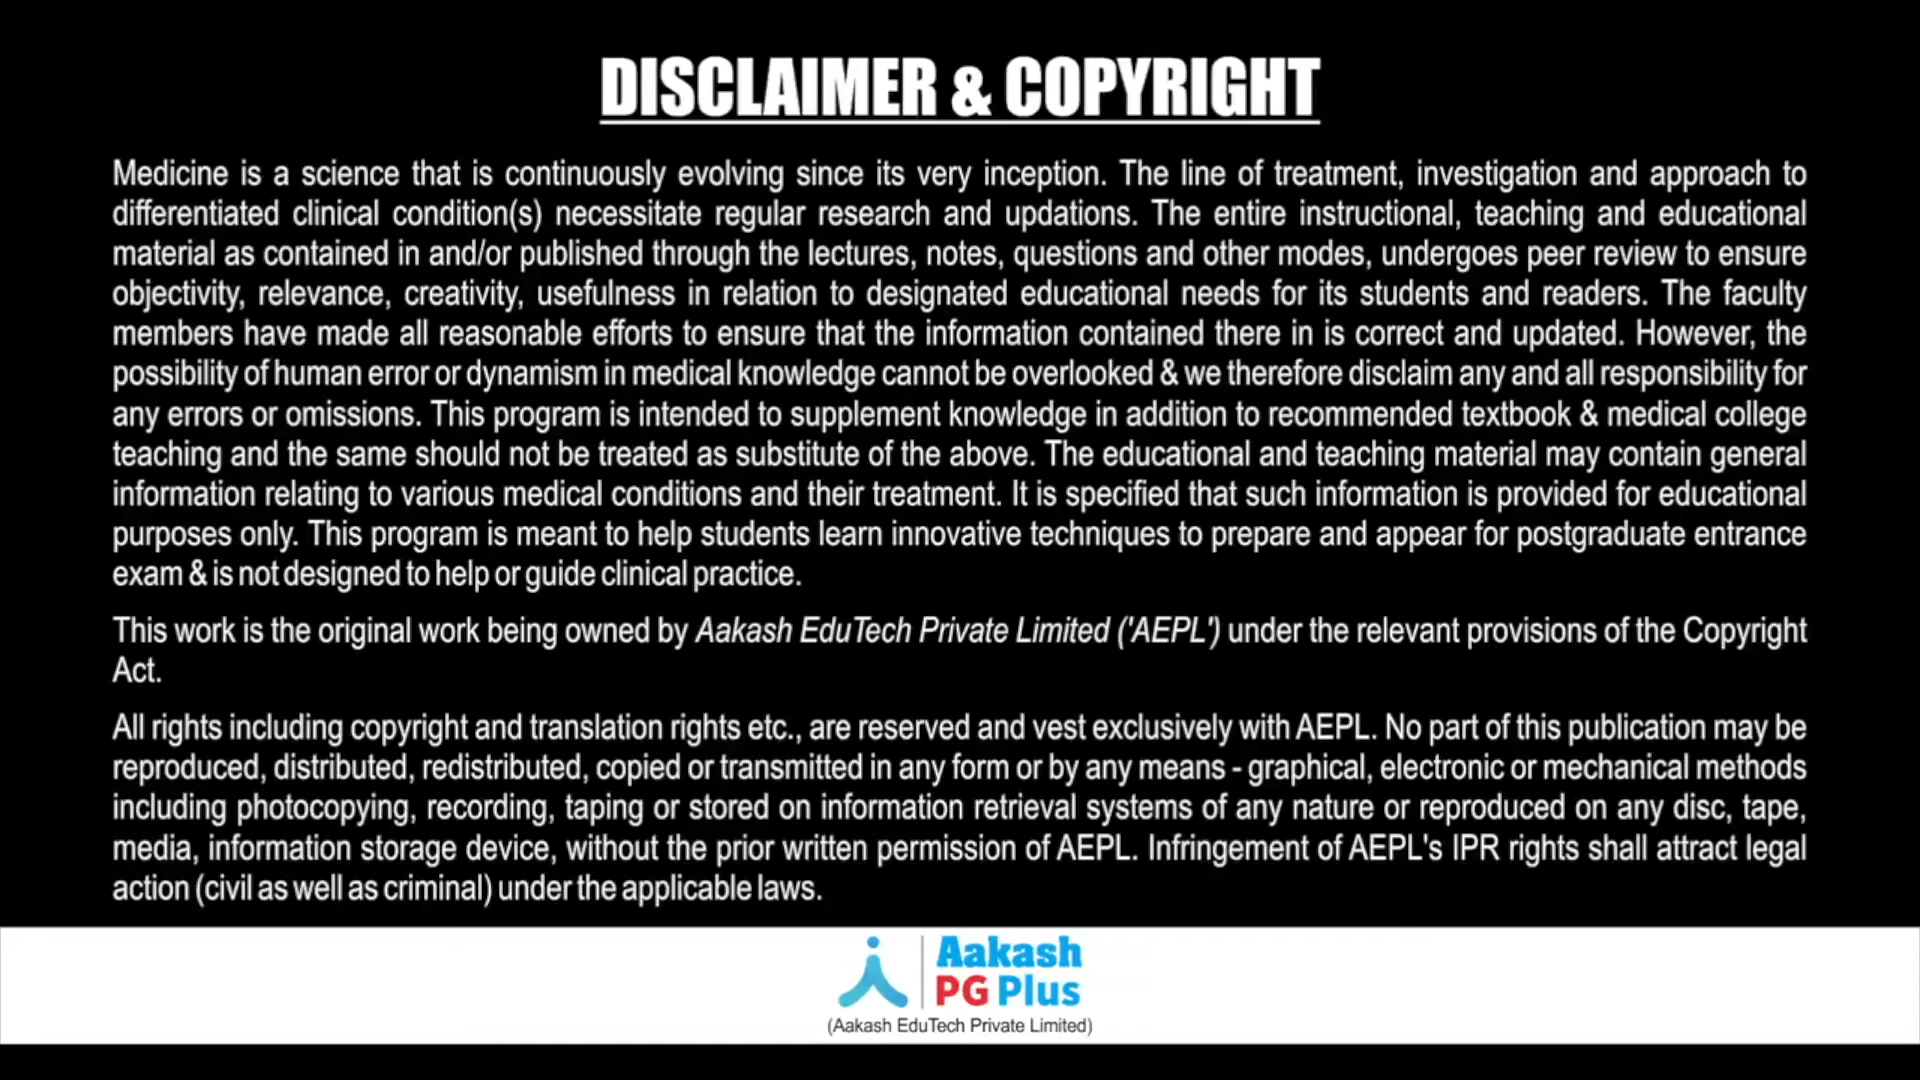 DISCLAIMER & COPYRIGHT
Medicine is a science that is continuously evolving since its very inception. The line of treatment, investigation and approach to
differentiated clinical condition(s) necessitate regular research and updations. The entire instructional, teaching and educational
material as contained in and/or published through the lectures, notes, questions and other modes, undergoes peer review to ensure
objectivity, relevance, creativity, usefulness in relation to designated educational needs for its students and readers. The faculty
members have made all reasonable efforts to ensure that the information contained there in is correct and updated. However, the
possibility of human error or dynamism in medical knowledge cannot be overlooked & we therefore disclaim any and all responsibility for
any errors or omissions. This program is intended to supplement knowledge in addition to recommended textbook & medical college
teaching and the same should not be treated as substitute of the above. The educational and teaching material may contain general
information relating to various medical conditions and their treatment. It is specified that such information is provided for educational
purposes only. This program is meant to help students learn innovative techniques to prepare and appear for postgraduate entrance
exam & is not designed to help or guide clinical practice.
This work is the original work being owned by Aakash EduTech Private Limited ('AEPL') under the relevant provisions of the Copyright
Act.
All rights including copyright and translation rights etc., are reserved and vest exclusively with AEPL. No part of this publication may be
reproduced, distributed, redistributed, copied or transmitted in any form or by any means - graphical, electronic or mechanical methods
including photocopying, recording, taping or stored on information retrieval systems of any nature or reproduced on any disc, tape,
media, information storage device, without the prior written permission of AEPL. Infringement of AEPL's IPR rights shall attract legal
action (civil as well as criminal) under the applicable laws.
Aakash
PG Plus
(Aakash EduTech Private Limited)